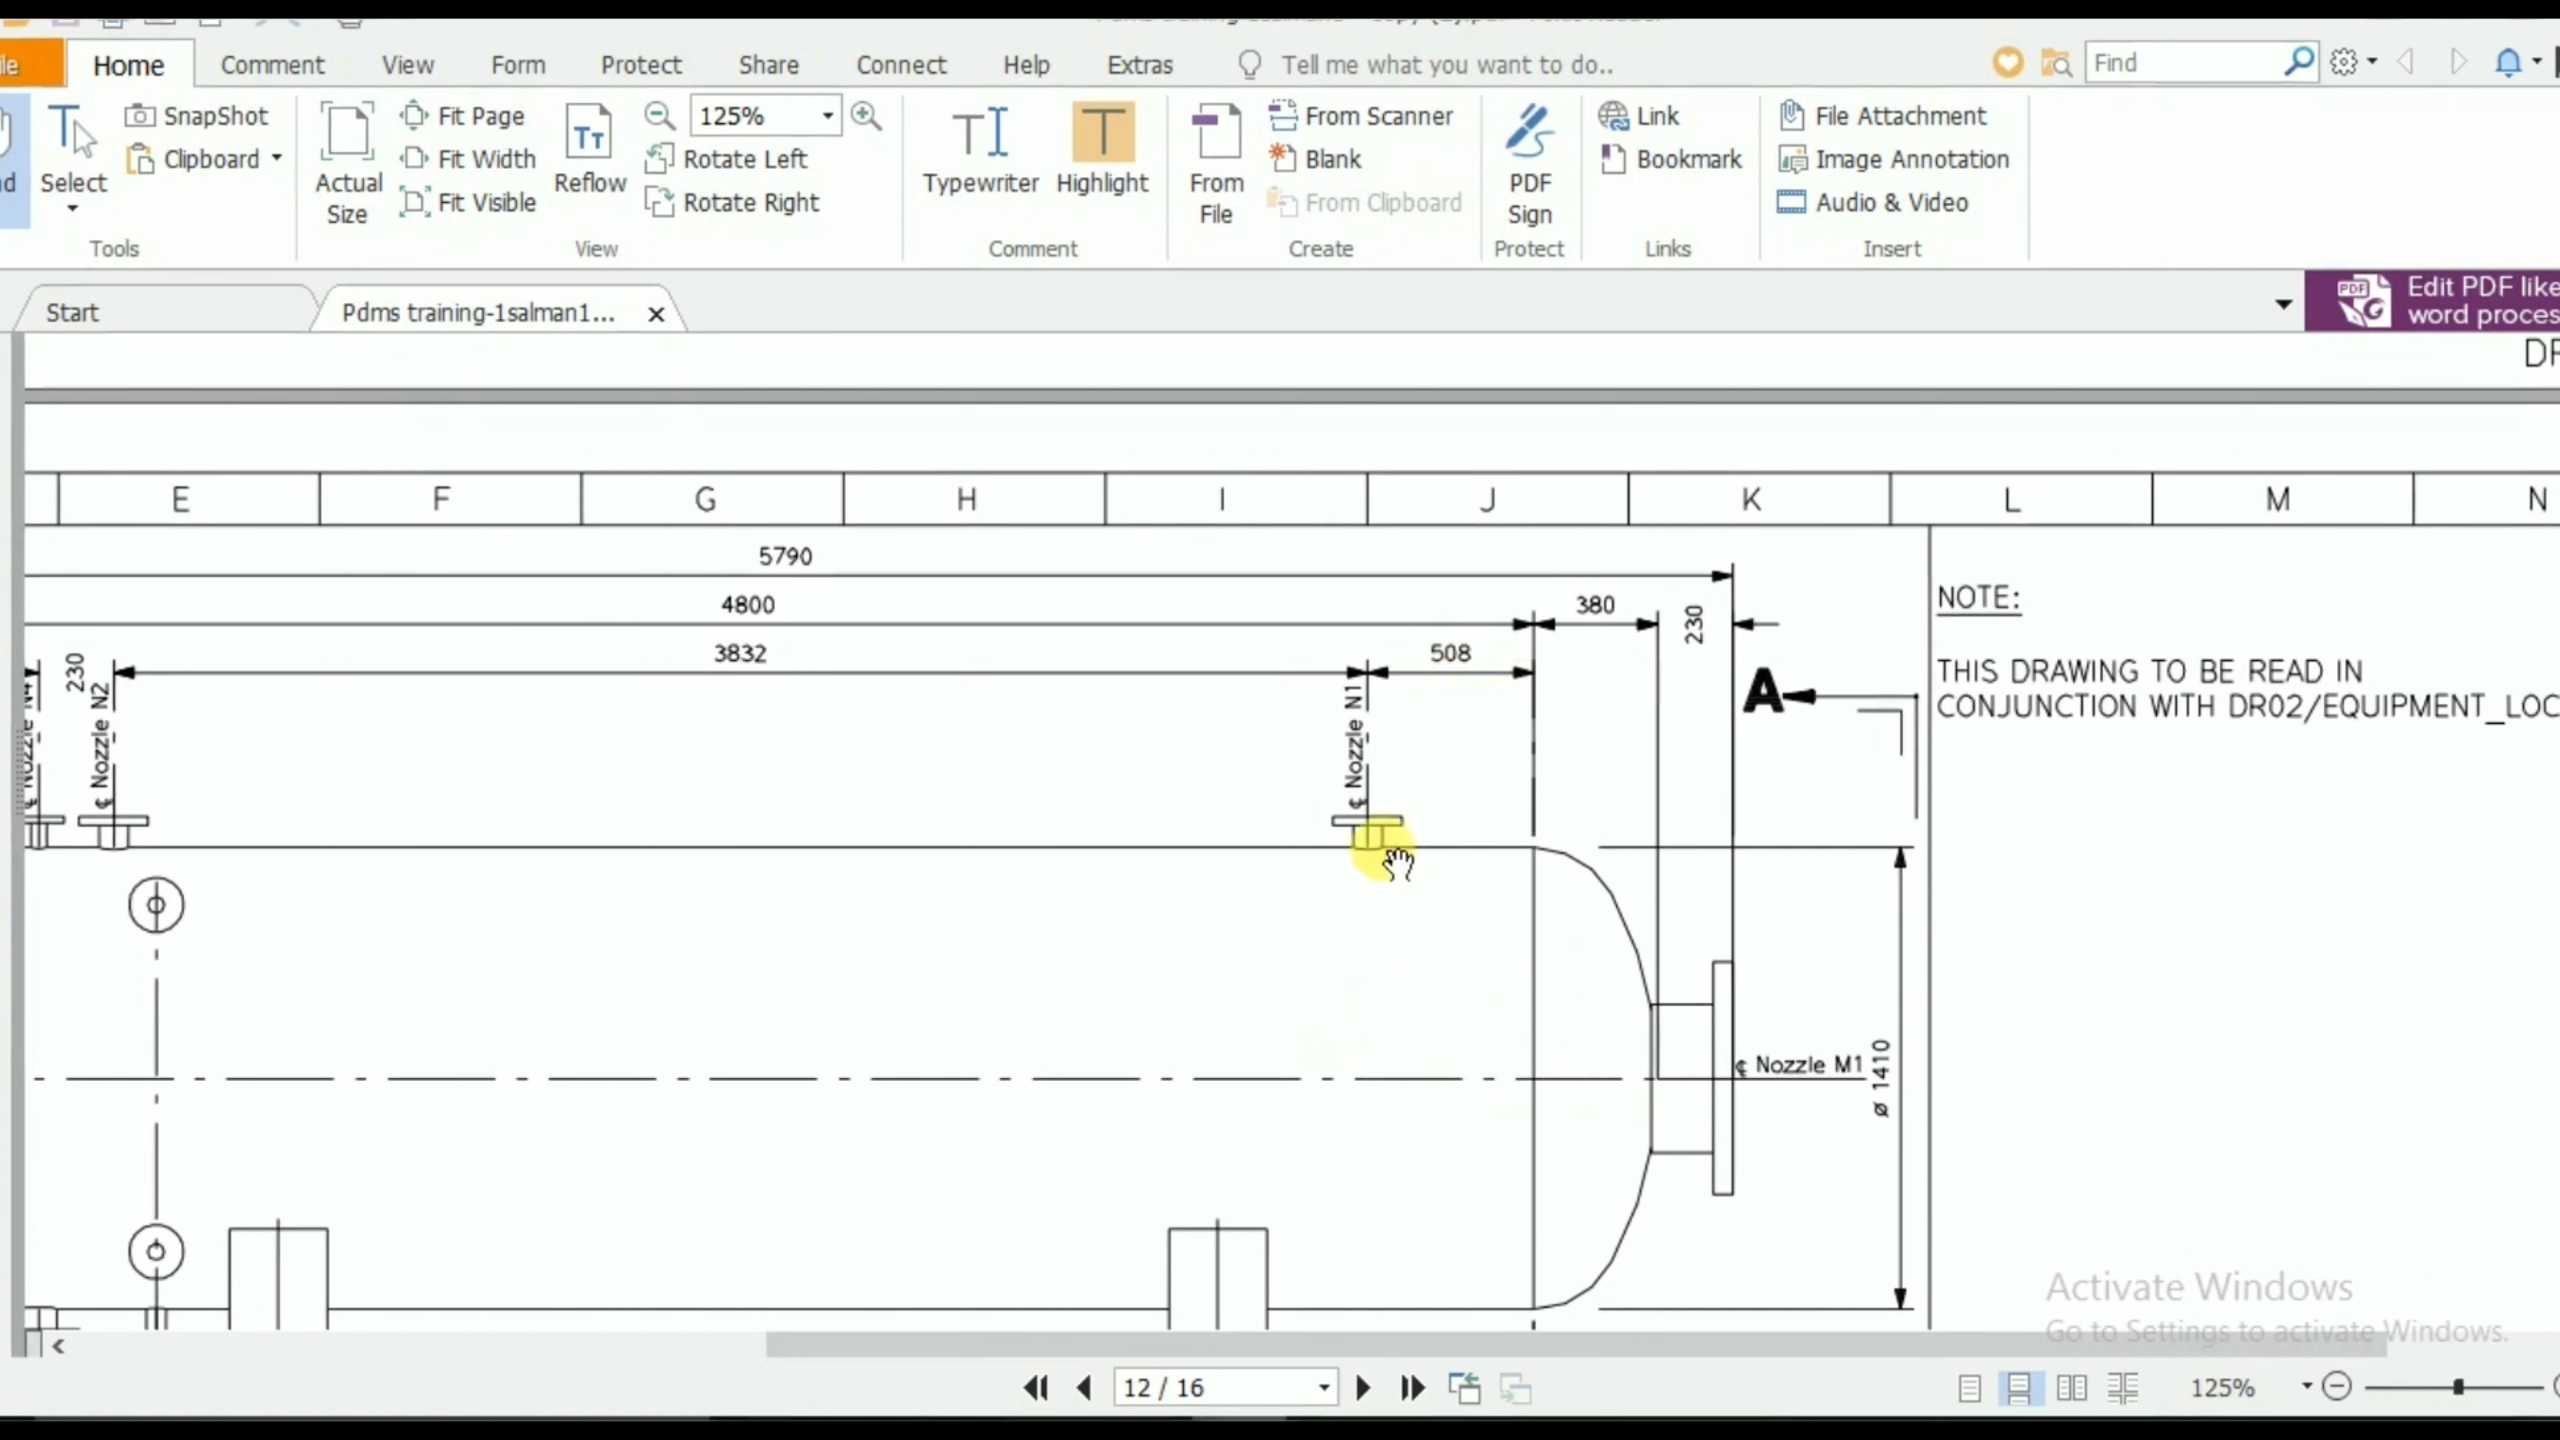 Home Comment View Form Protect Share Connect Help Extras Tell me what you want to do.. Find
SnapShot Fit Page 125% From Scanner Link File Attachment
Clipboard Fit Width Rotate Left Blank Bookmark Image Annotation
Select Actual Size Reflow Typewriter Highlight From File PDF Sign
Fit Visible Rotate Right From Clipboard Audio & Video
Tools View Comment Create Protect Links Insert
Start Pdms training-1salman1...
Edit PDF like
word proces
E F G H I J K L M N
5790
4800 380 230
3832 508
230
℄ Nozzle N2
℄ Nozzle N1
A
NOTE:
THIS DRAWING TO BE READ IN
CONJUNCTION WITH DR02/EQUIPMENT_LOC
℄ Nozzle M1
ø 1410
Activate Windows
Go to Settings to activate Windows.
12 / 16 125%